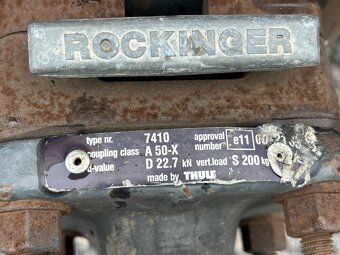 ROCKINGER
type nr. 7410 approval number e11 00
coupling class A 50-X
d-value D 22.7 kN vert.load S 200 kg
made by THULE